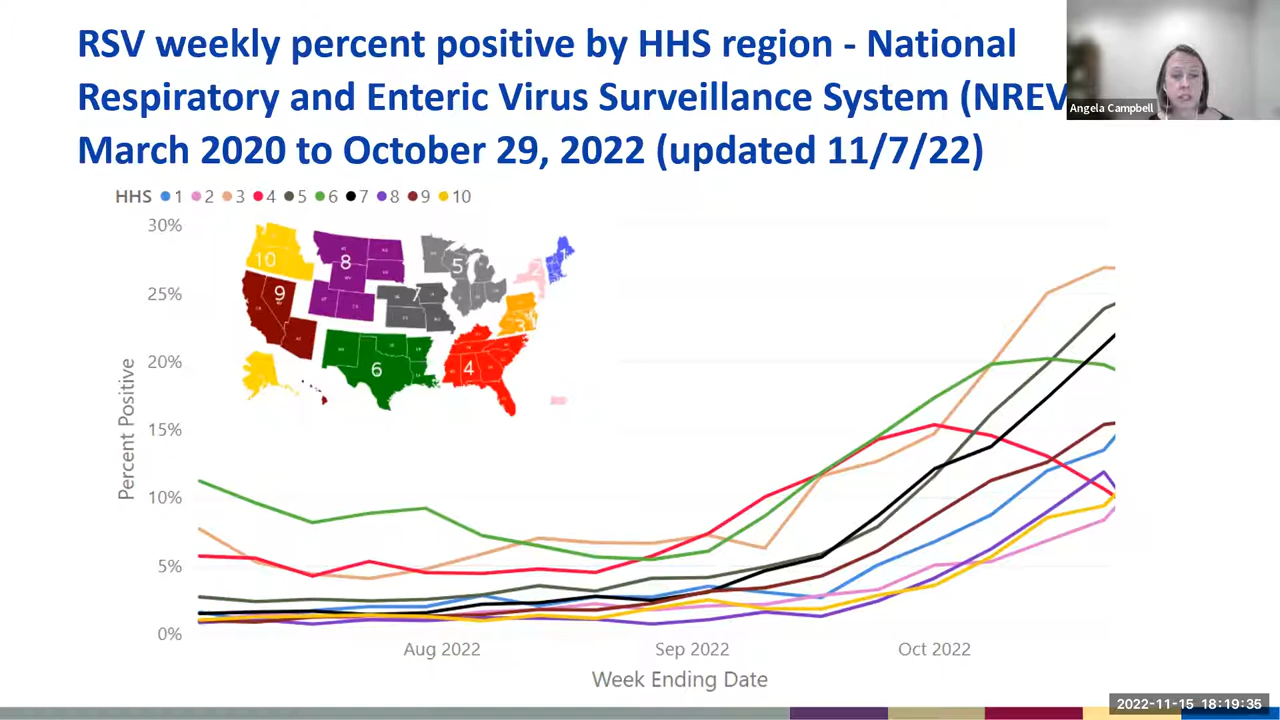 RSV weekly percent positive by HHS region - National
Respiratory and Enteric Virus Surveillance System (NREV
March 2020 to October 29, 2022 (updated 11/7/22)
Angela Campbell
HHS 1 2 3 4 5 6 7 8 9 10
30%
25%
20%
15%
10%
5%
0%
Percent Positive
10
8
5
2
1
9
7
3
6
4
Aug 2022 Sep 2022 Oct 2022
Week Ending Date
2022-11-15 18:19:35